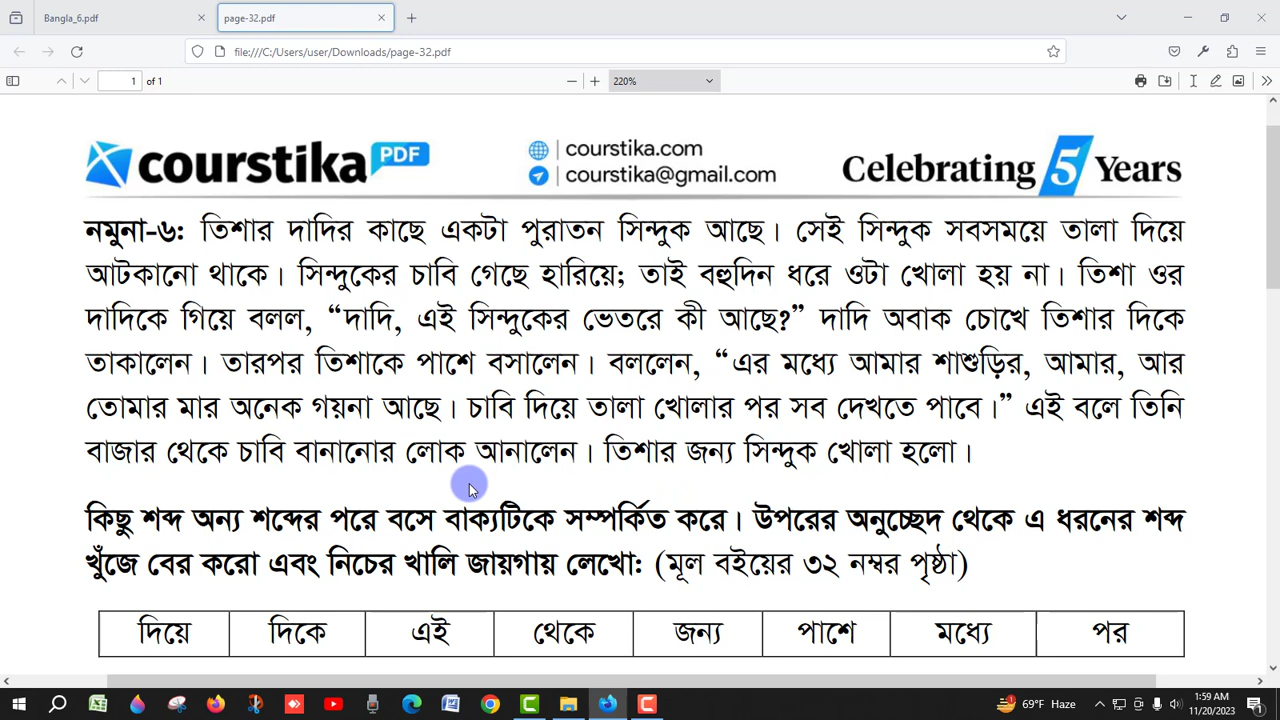 Bangla_6.pdf
page-32.pdf
file:///C:/Users/user/Downloads/page-32.pdf
1 of 1
220%
courstika PDF
courstika.com
courstika@gmail.com
Celebrating 5 Years
নমুনা-৬: তিশার দাদির কাছে একটা পুরাতন সিন্দুক আছে। সেই সিন্দুক সবসময়ে তালা দিয়ে
আটকানো থাকে। সিন্দুকের চাবি গেছে হারিয়ে; তাই বহুদিন ধরে ওটা খোলা হয় না। তিশা ওর
দাদিকে গিয়ে বলল, “দাদি, এই সিন্দুকের ভেতরে কী আছে?” দাদি অবাক চোখে তিশার দিকে
তাকালেন। তারপর তিশাকে পাশে বসালেন। বললেন, “এর মধ্যে আমার শাশুড়ির, আমার, আর
তোমার মার অনেক গয়না আছে। চাবি দিয়ে তালা খোলার পর সব দেখতে পাবে।” এই বলে তিনি
বাজার থেকে চাবি বানানোর লোক আনালেন। তিশার জন্য সিন্দুক খোলা হলো।
কিছু শব্দ অন্য শব্দের পরে বসে বাক্যটিকে সম্পর্কিত করে। উপরের অনুচ্ছেদ থেকে এ ধরনের শব্দ
খুঁজে বের করো এবং নিচের খালি জায়গায় লেখো: (মূল বইয়ের ৩২ নম্বর পৃষ্ঠা)
দিয়ে দিকে এই থেকে জন্য পাশে মধ্যে পর
69°F Haze
1:59 AM
11/20/2023